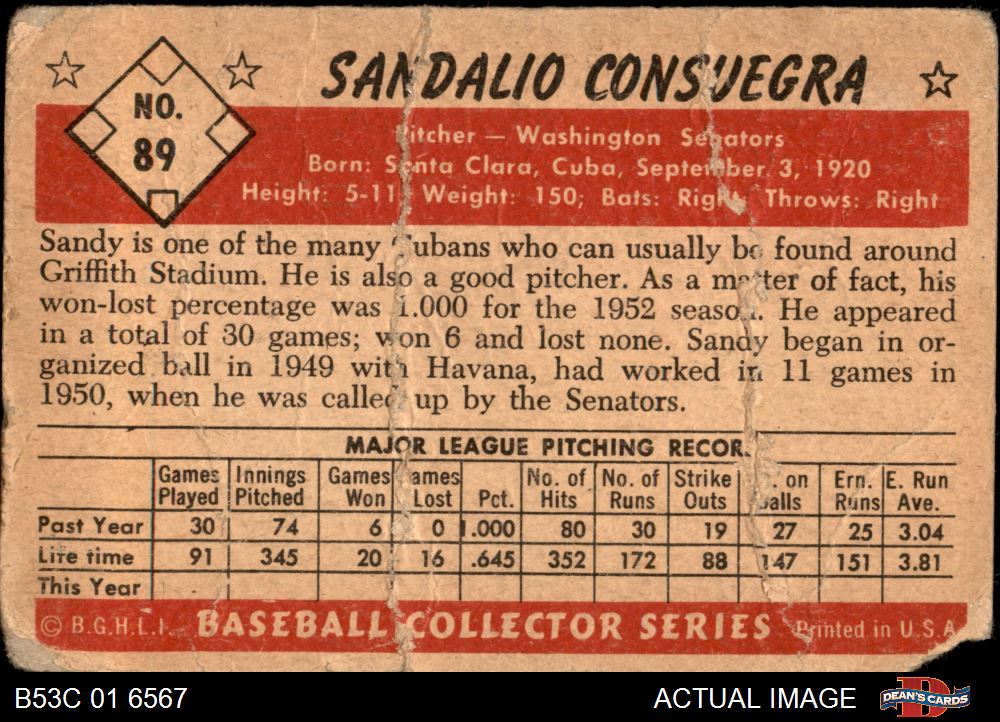 NO.
89
SANDALIO CONSUEGRA
Pitcher — Washington Senators
Born: Santa Clara, Cuba, September 3, 1920
Height: 5-11; Weight: 150; Bats: Right Throws: Right
Sandy is one of the many Cubans who can usually be found around
Griffith Stadium. He is also a good pitcher. As a matter of fact, his
won-lost percentage was 1.000 for the 1952 season. He appeared
in a total of 30 games; won 6 and lost none. Sandy began in or-
ganized ball in 1949 with Havana, had worked in 11 games in
1950, when he was called up by the Senators.
MAJOR LEAGUE PITCHING RECORD
Games Played Innings Pitched Games Won Games Lost Pct. No. of Hits No. of Runs Strike Outs on Balls Ern. Runs E. Run Ave.
Past Year 30 74 6 0 1.000 80 30 19 27 25 3.04
Life time 91 345 20 16 .645 352 172 88 147 151 3.81
This Year
© B.G.H.L.I. BASEBALL COLLECTOR SERIES Printed in U.S.A
B53C 01 6567 ACTUAL IMAGE DEAN'S CARDS